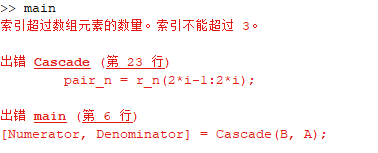 >> main
索引超过数组元素的数量。索引不能超过 3。
出错 Cascade (第 23 行)
pair_n = r_n(2*i-1:2*i);
出错 main (第 6 行)
[Numerator, Denominator] = Cascade(B, A);